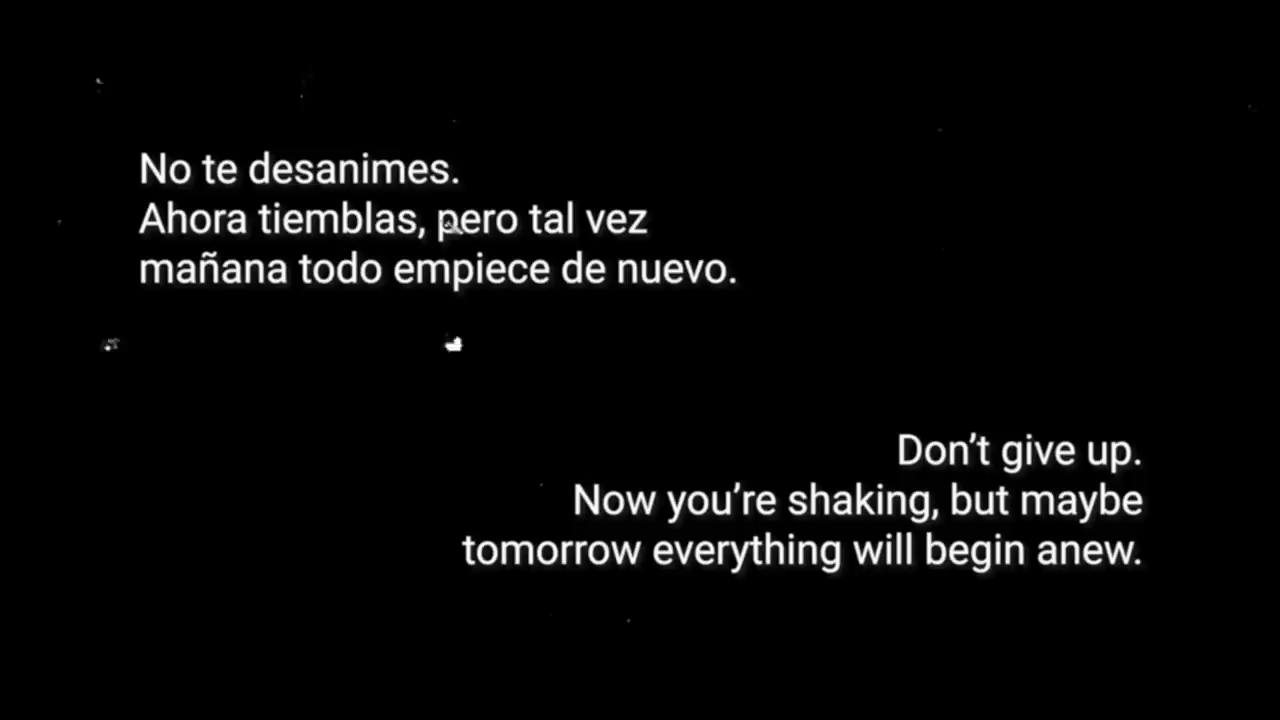 No te desanimes.
Ahora tiemblas, pero tal vez
mañana todo empiece de nuevo.
Don’t give up.
Now you’re shaking, but maybe
tomorrow everything will begin anew.